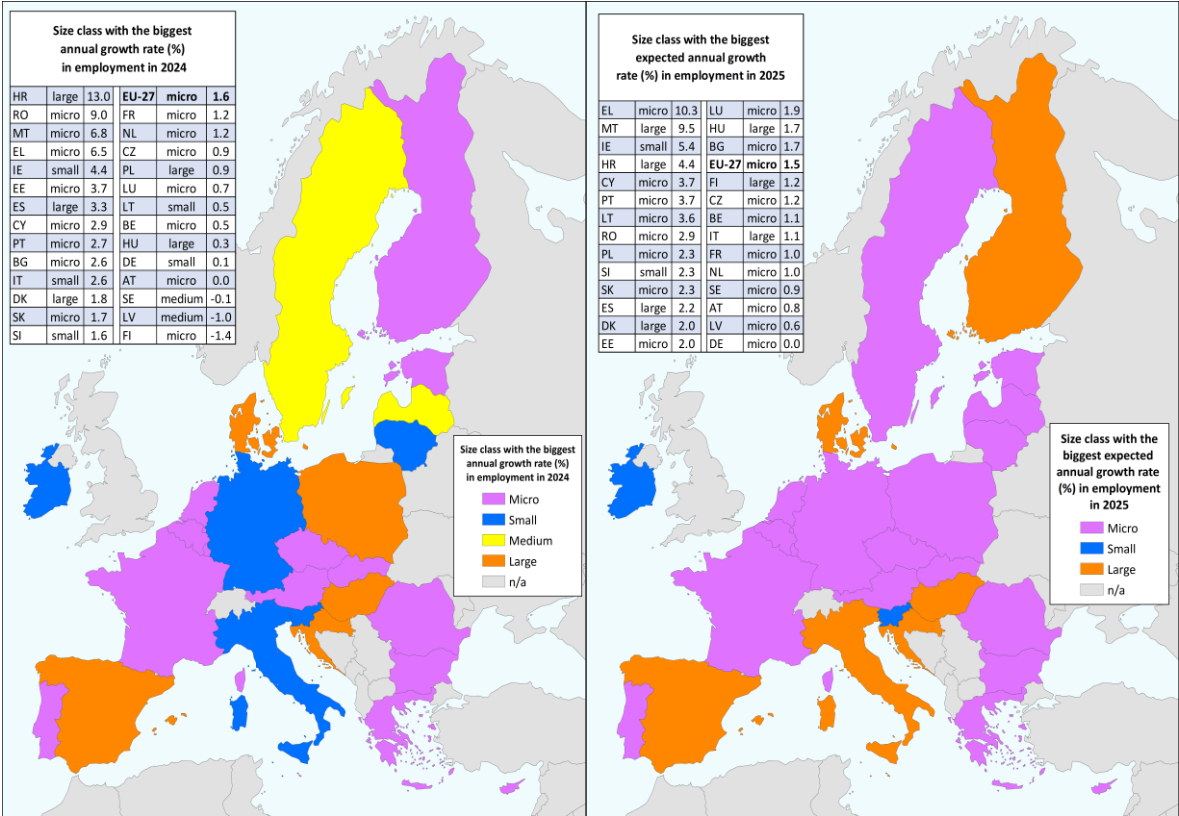 Size class with the biggest
annual growth rate (%)
in employment in 2024
HR large 13.0 EU-27 micro 1.6
RO micro 9.0 FR micro 1.2
MT micro 6.8 NL micro 1.2
EL micro 6.5 CZ micro 0.9
IE small 4.4 PL large 0.9
EE micro 3.7 LU micro 0.7
ES large 3.3 LT small 0.5
CY micro 2.9 BE micro 0.5
PT micro 2.7 HU large 0.3
BG micro 2.6 DE small 0.1
IT small 2.6 AT micro 0.0
DK large 1.8 SE medium -0.1
SK micro 1.7 LV medium -1.0
SI small 1.6 FI micro -1.4
Size class with the biggest
annual growth rate (%)
in employment in 2024
Micro
Small
Medium
Large
n/a
Size class with the biggest
expected annual growth
rate (%) in employment in 2025
EL micro 10.3 LU micro 1.9
MT large 9.5 HU large 1.7
IE small 5.4 BG micro 1.7
HR large 4.4 EU-27 micro 1.5
CY micro 3.7 FI large 1.2
PT micro 3.7 CZ micro 1.2
LT micro 3.6 BE micro 1.1
RO micro 2.9 IT large 1.1
PL micro 2.3 FR micro 1.0
SI small 2.3 NL micro 1.0
SK micro 2.3 SE micro 0.9
ES large 2.2 AT micro 0.8
DK large 2.0 LV micro 0.6
EE micro 2.0 DE micro 0.0
Size class with the
biggest expected
annual growth rate
(%) in employment
in 2025
Micro
Small
Large
n/a